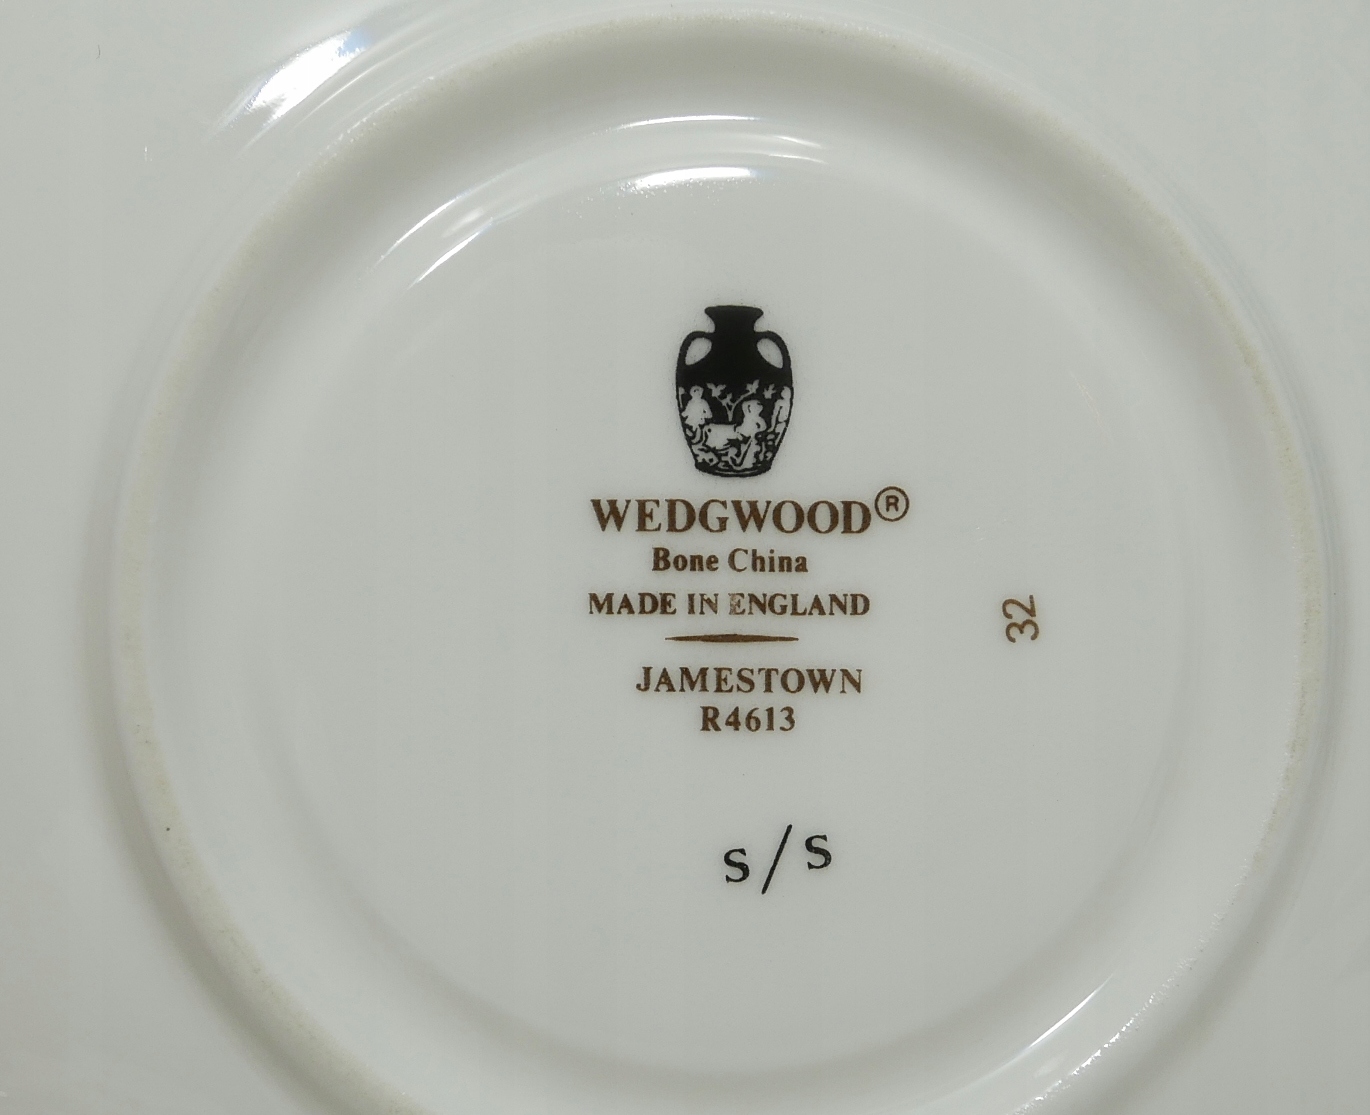 WEDGWOOD®
Bone China
MADE IN ENGLAND
JAMESTOWN
R4613
32
S/S